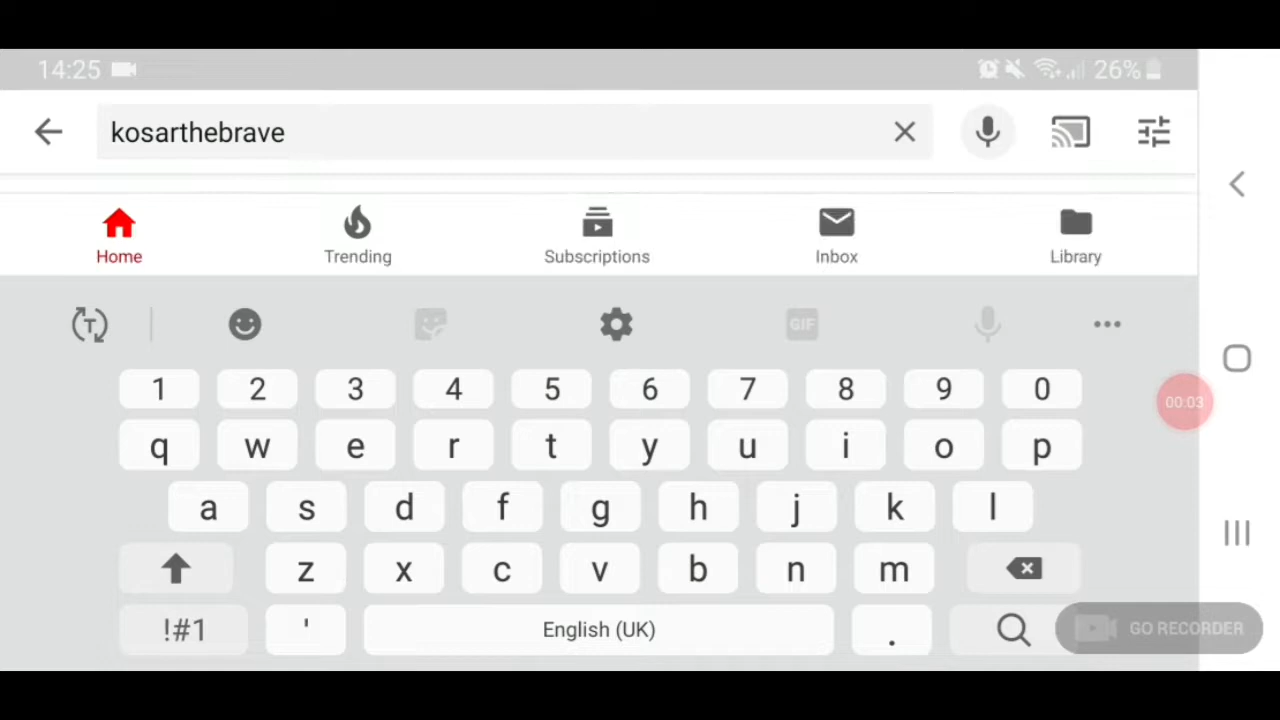 14:25 26%
kosarthebrave
Home Trending Subscriptions Inbox Library
T GIF
1 2 3 4 5 6 7 8 9 0
00:03
q w e r t y u i o p
a s d f g h j k l
z x c v b n m
!#1 ' English (UK) .
GO RECORDER